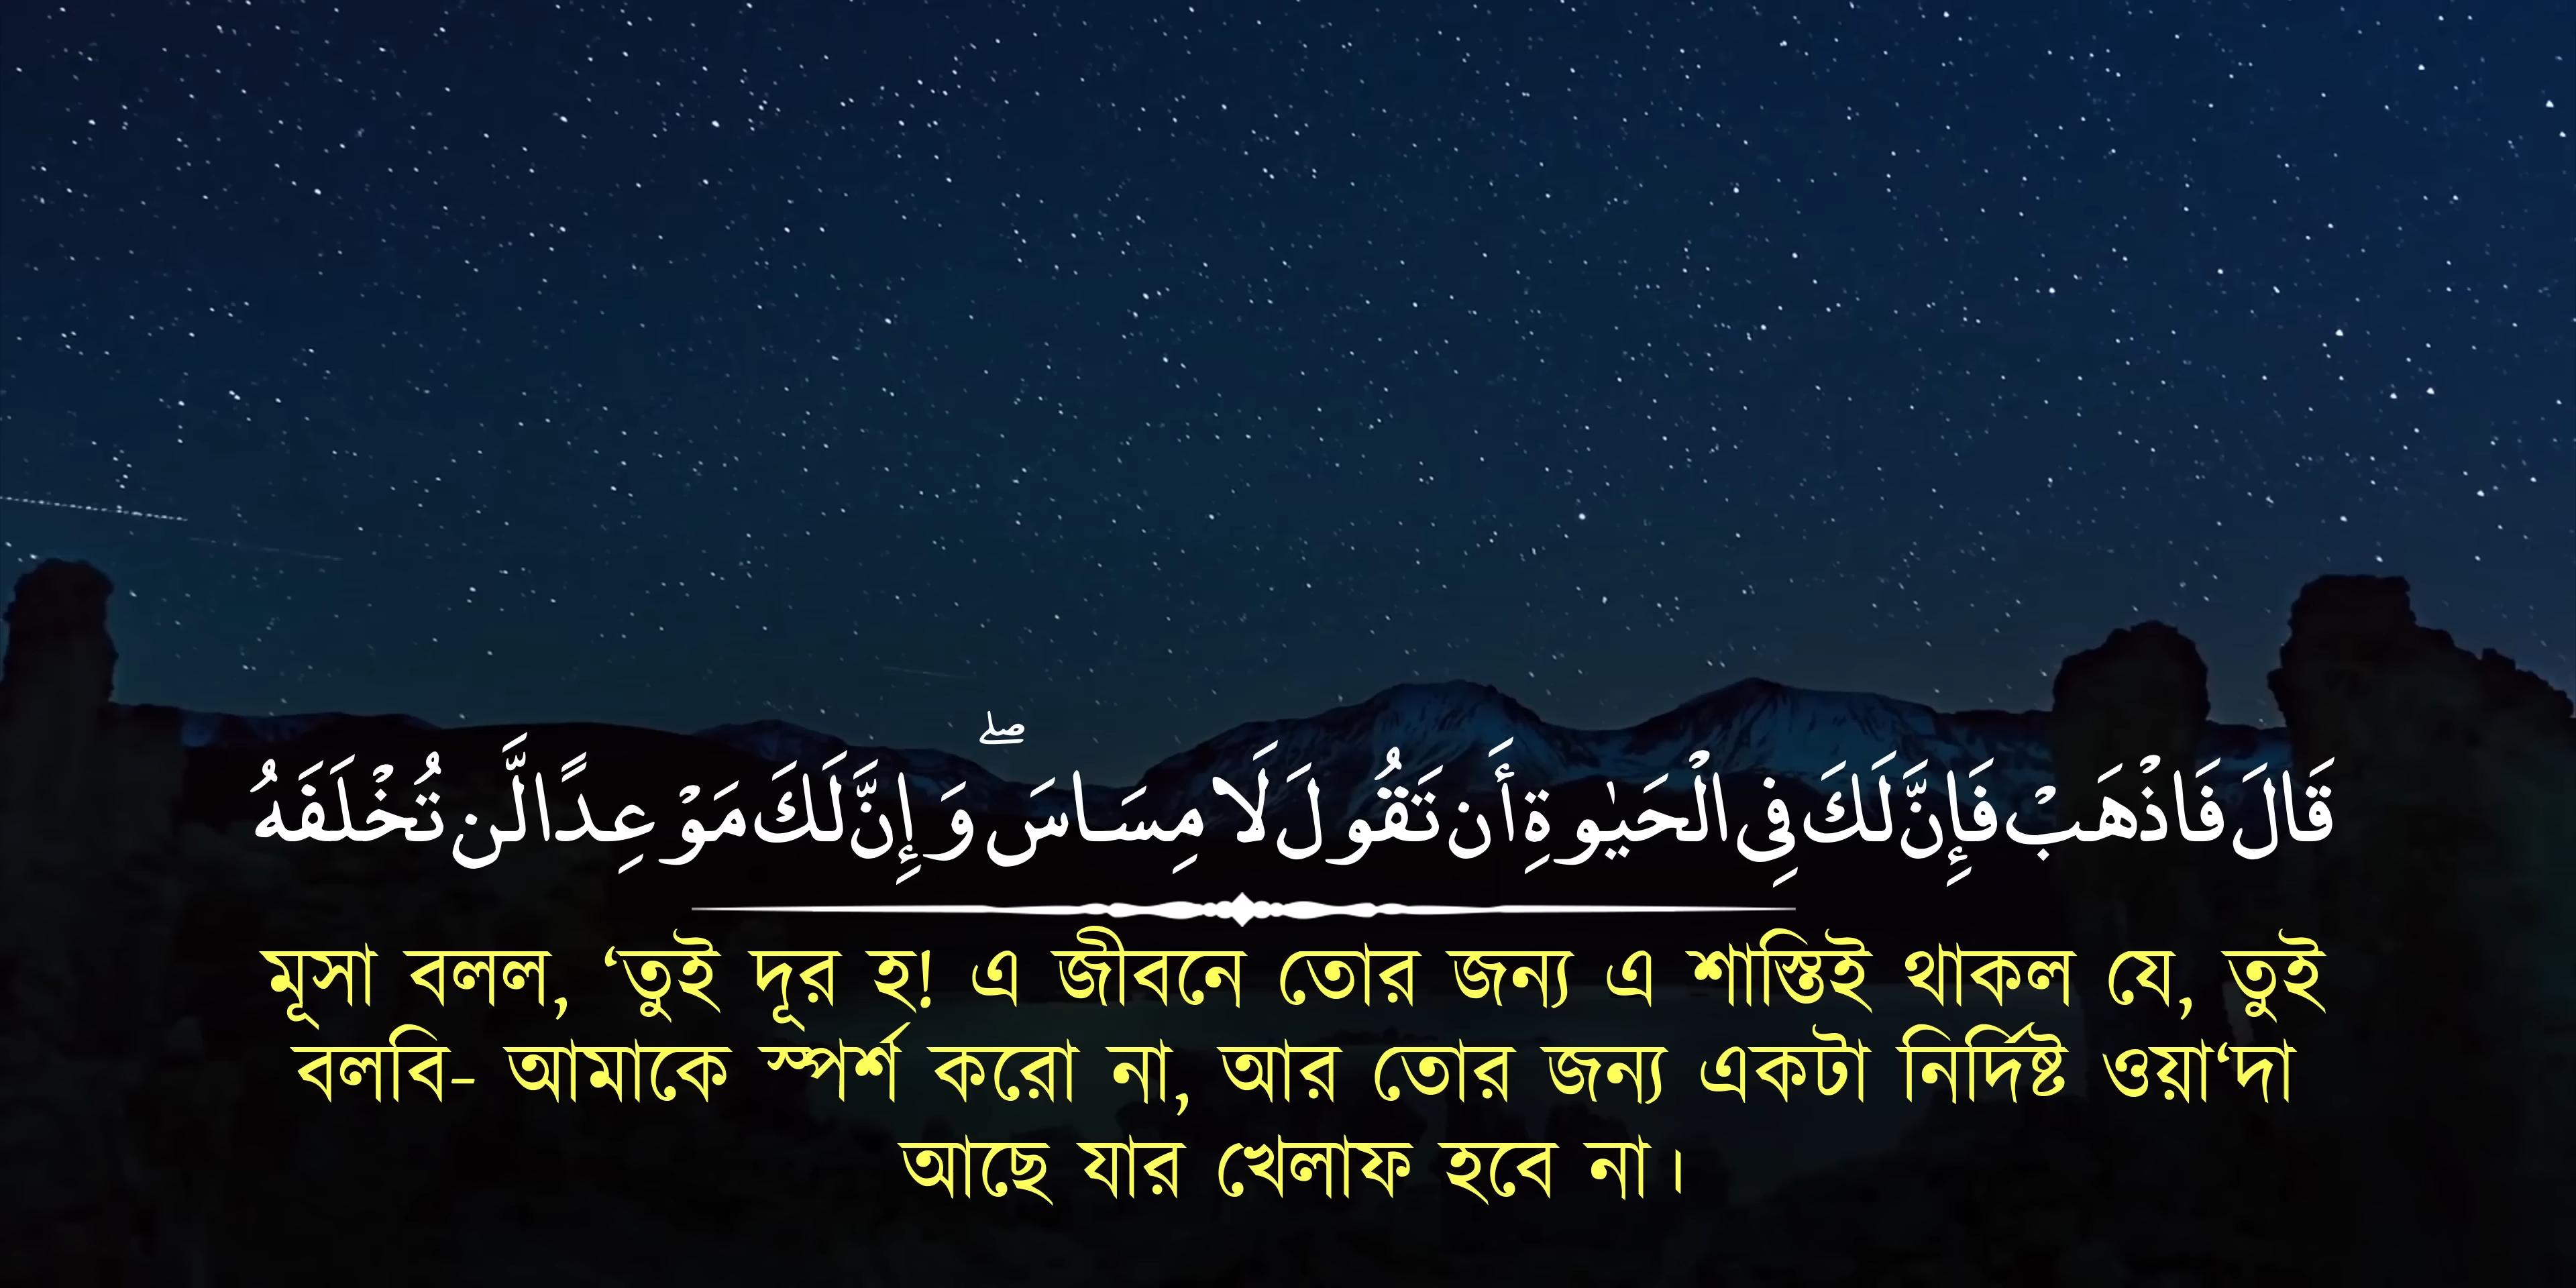 قَالَ فَاذْهَبْ فَإِنَّ لَكَ فِى الْحَيٰوةِ أَن تَقُولَ لَا مِسَاسَ ۖ وَإِنَّ لَكَ مَوْعِدًا لَّن تُخْلَفَهُ
মূসা বলল, ‘তুই দূর হ! এ জীবনে তোর জন্য এ শাস্তিই থাকল যে, তুই
বলবি- আমাকে স্পর্শ করো না, আর তোর জন্য একটা নির্দিষ্ট ওয়া‘দা
আছে যার খেলাফ হবে না।